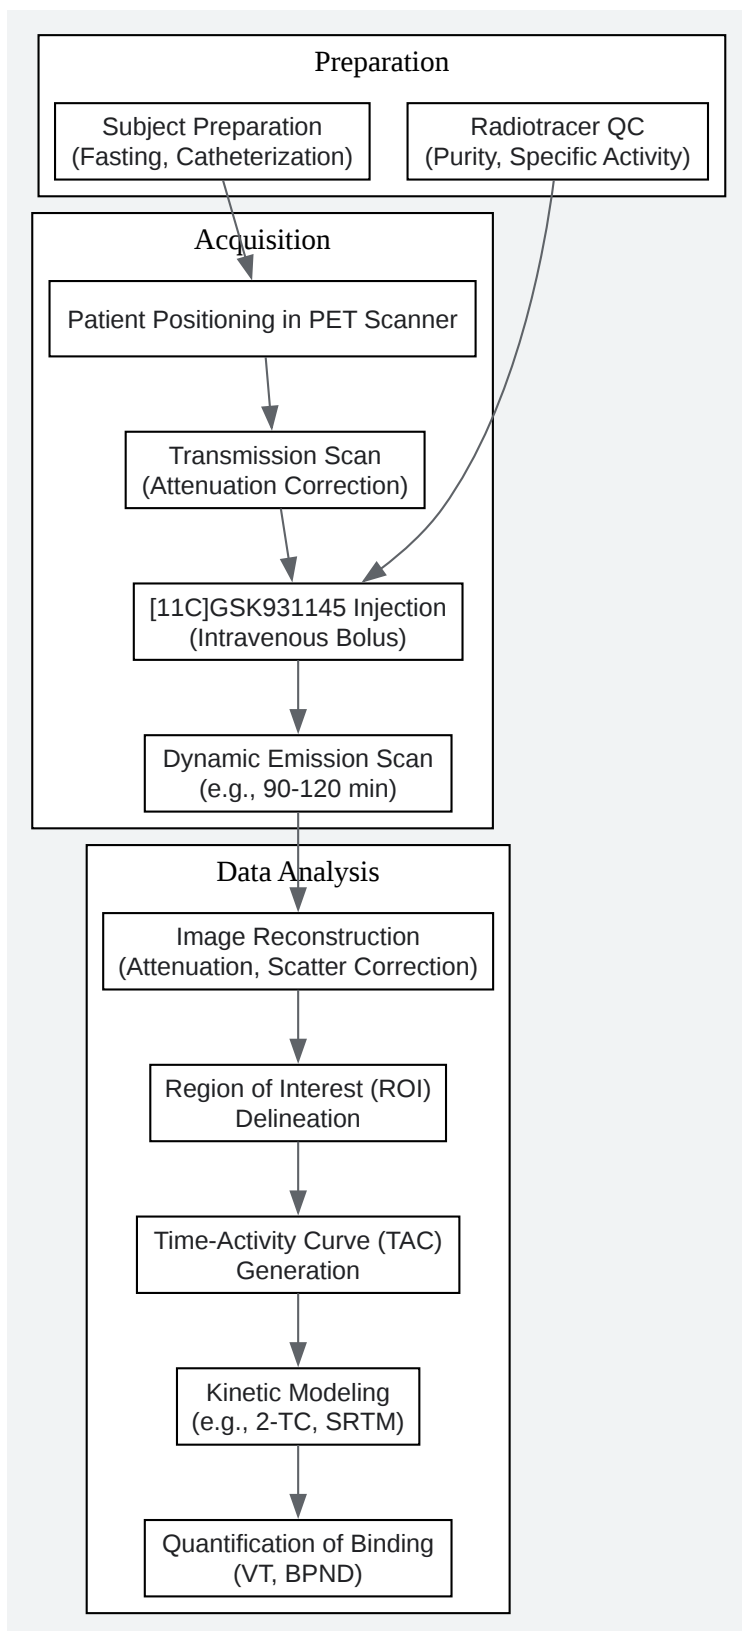 Preparation
Subject Preparation
(Fasting, Catheterization)
Radiotracer QC
(Purity, Specific Activity)
Acquisition
Patient Positioning in PET Scanner
Transmission Scan
(Attenuation Correction)
[11C]GSK931145 Injection
(Intravenous Bolus)
Dynamic Emission Scan
(e.g., 90-120 min)
Data Analysis
Image Reconstruction
(Attenuation, Scatter Correction)
Region of Interest (ROI)
Delineation
Time-Activity Curve (TAC)
Generation
Kinetic Modeling
(e.g., 2-TC, SRTM)
Quantification of Binding
(VT, BPND)